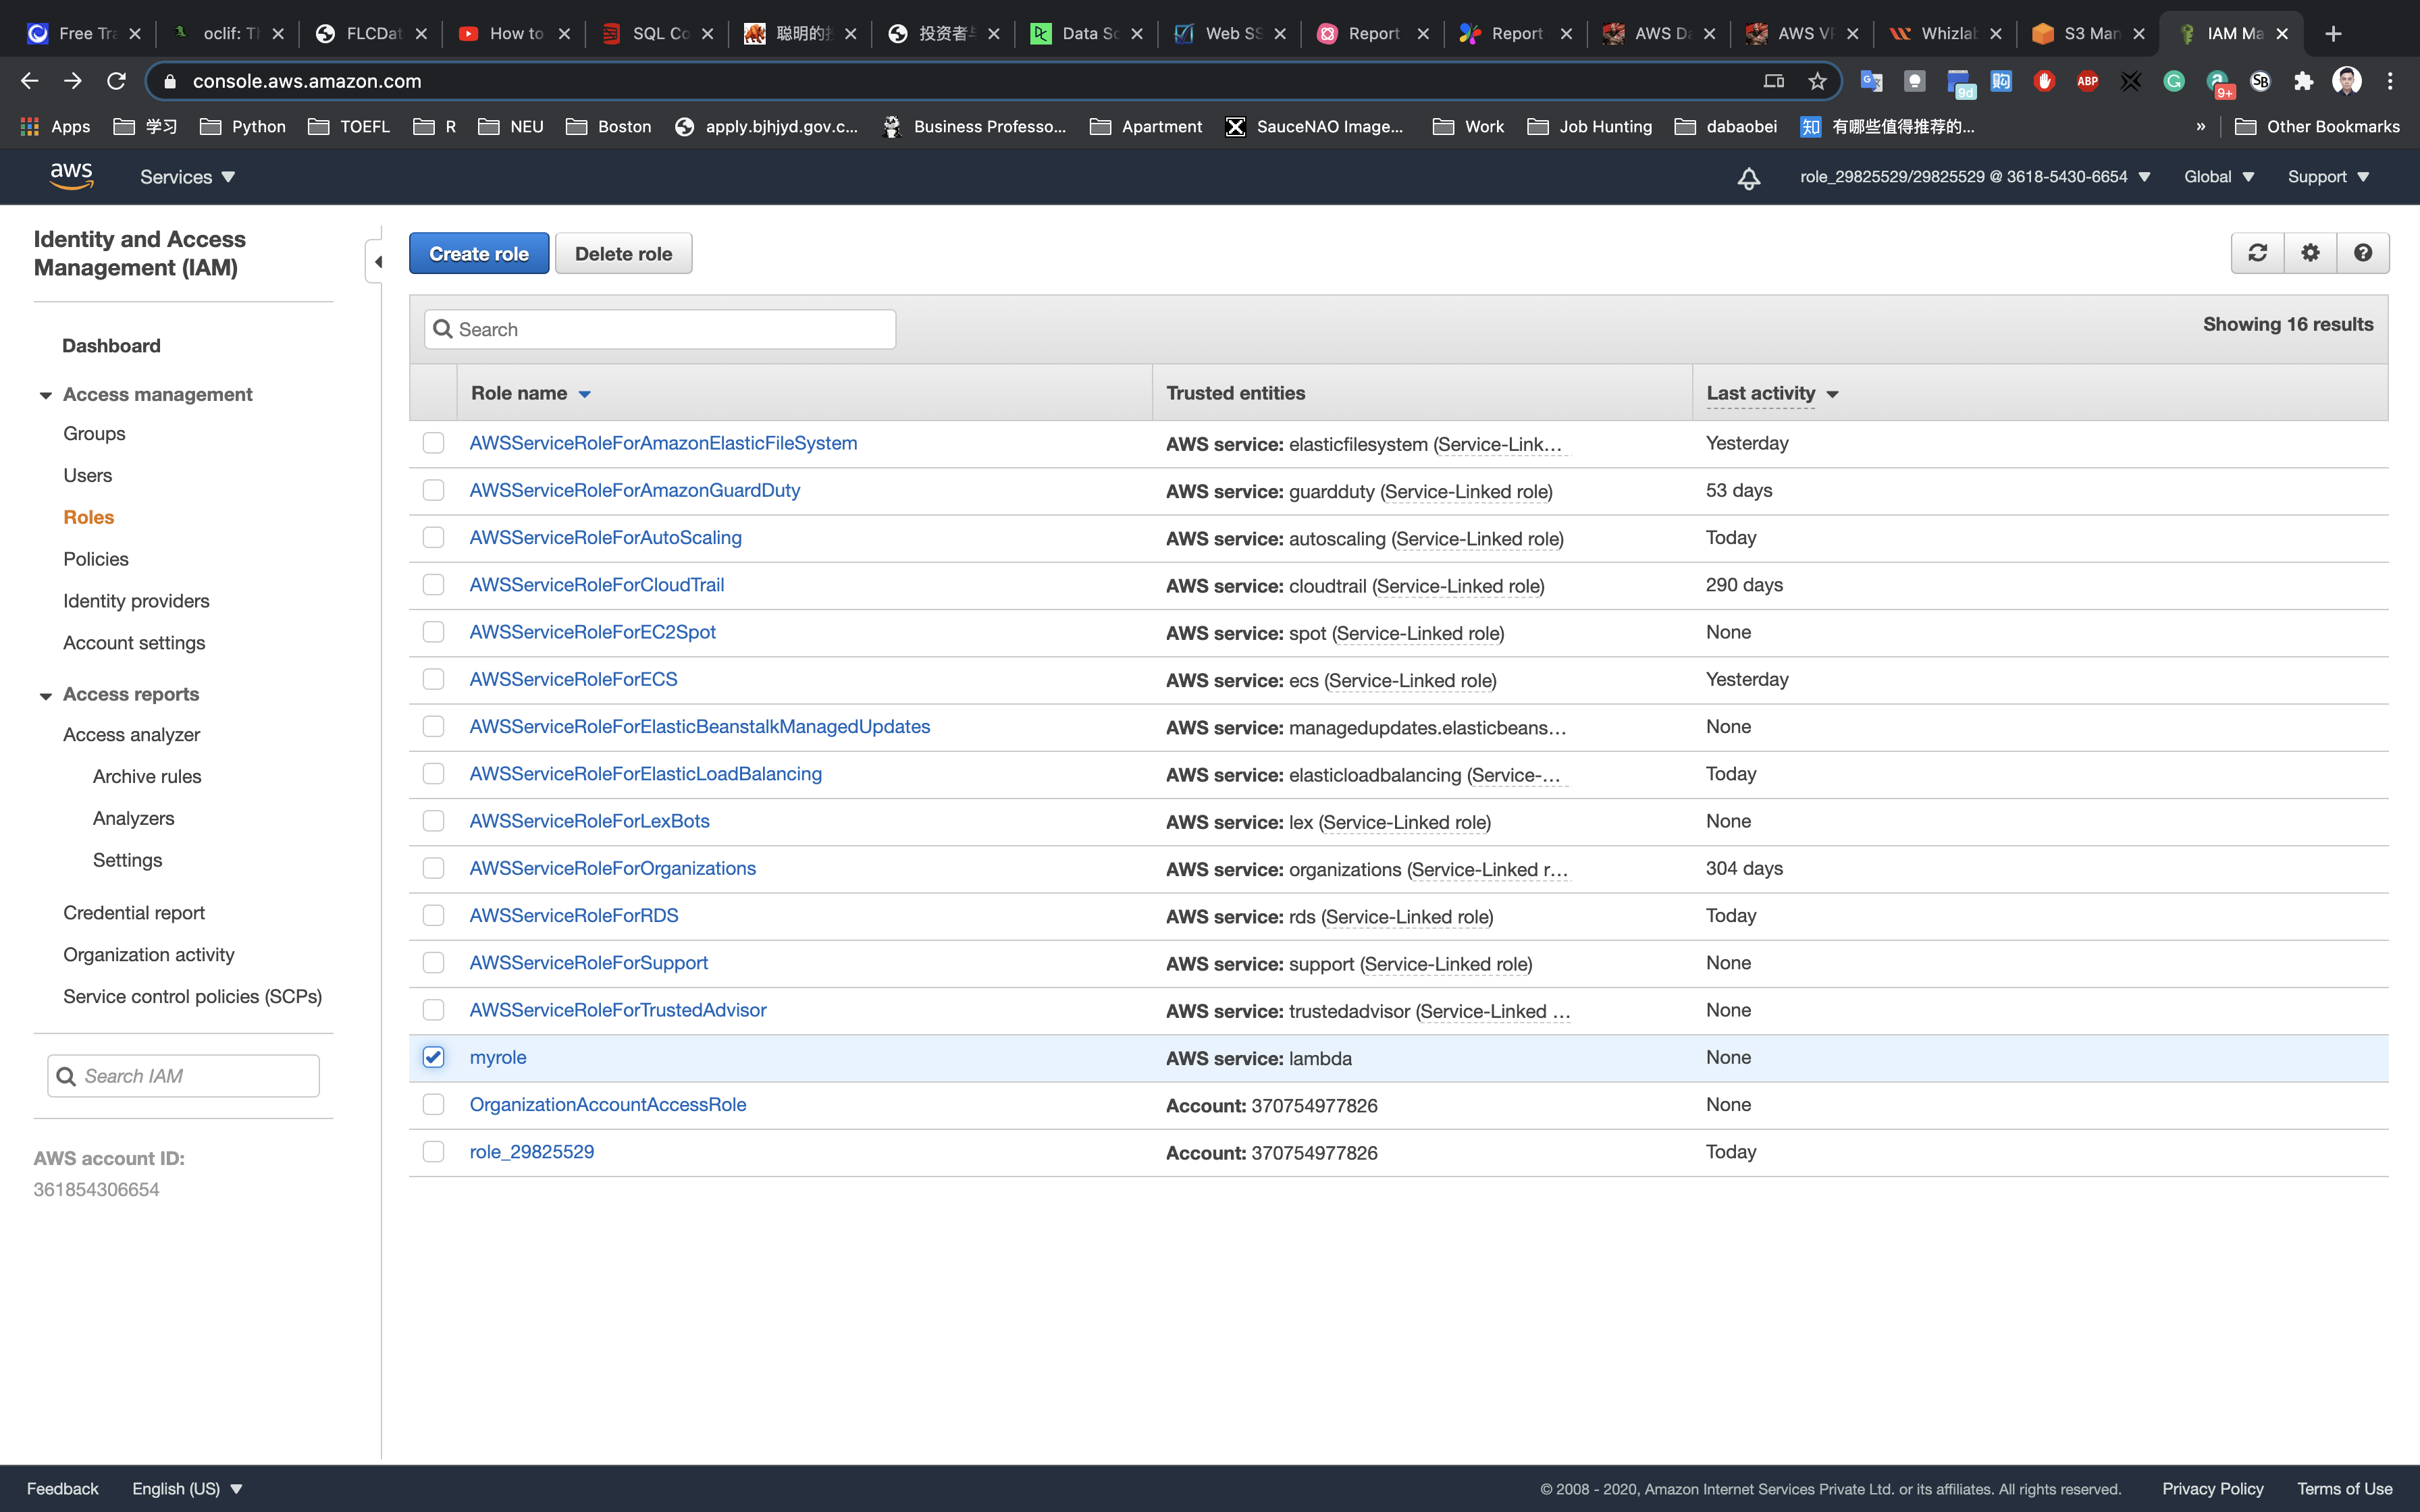 Free Tra
oclif: Th
FLCDat
How to
SQL Co
聪明的投
投资者与
Data Sc
Web SS
Report
Report
AWS Da
AWS VP
Whizlab
S3 Man
IAM Ma
console.aws.amazon.com
9d
ABP
9+
SB
Apps
学习
Python
TOEFL
R
NEU
Boston
apply.bjhjyd.gov.c...
Business Professo...
Apartment
SauceNAO Image...
Work
Job Hunting
dabaobei
知 有哪些值得推荐的...
»
Other Bookmarks
aws
Services
role_29825529/29825529 @ 3618-5430-6654
Global
Support
Identity and Access
Management (IAM)
Dashboard
Access management
Groups
Users
Roles
Policies
Identity providers
Account settings
Access reports
Access analyzer
Archive rules
Analyzers
Settings
Credential report
Organization activity
Service control policies (SCPs)
Search IAM
AWS account ID:
361854306654
Create role
Delete role
Search
Showing 16 results
Role name Trusted entities Last activity
AWSServiceRoleForAmazonElasticFileSystem AWS service: elasticfilesystem (Service-Link... Yesterday
AWSServiceRoleForAmazonGuardDuty AWS service: guardduty (Service-Linked role) 53 days
AWSServiceRoleForAutoScaling AWS service: autoscaling (Service-Linked role) Today
AWSServiceRoleForCloudTrail AWS service: cloudtrail (Service-Linked role) 290 days
AWSServiceRoleForEC2Spot AWS service: spot (Service-Linked role) None
AWSServiceRoleForECS AWS service: ecs (Service-Linked role) Yesterday
AWSServiceRoleForElasticBeanstalkManagedUpdates AWS service: managedupdates.elasticbeans... None
AWSServiceRoleForElasticLoadBalancing AWS service: elasticloadbalancing (Service-... Today
AWSServiceRoleForLexBots AWS service: lex (Service-Linked role) None
AWSServiceRoleForOrganizations AWS service: organizations (Service-Linked r... 304 days
AWSServiceRoleForRDS AWS service: rds (Service-Linked role) Today
AWSServiceRoleForSupport AWS service: support (Service-Linked role) None
AWSServiceRoleForTrustedAdvisor AWS service: trustedadvisor (Service-Linked ... None
myrole AWS service: lambda None
OrganizationAccountAccessRole Account: 370754977826 None
role_29825529 Account: 370754977826 Today
Feedback
English (US)
© 2008 - 2020, Amazon Internet Services Private Ltd. or its affiliates. All rights reserved.
Privacy Policy
Terms of Use